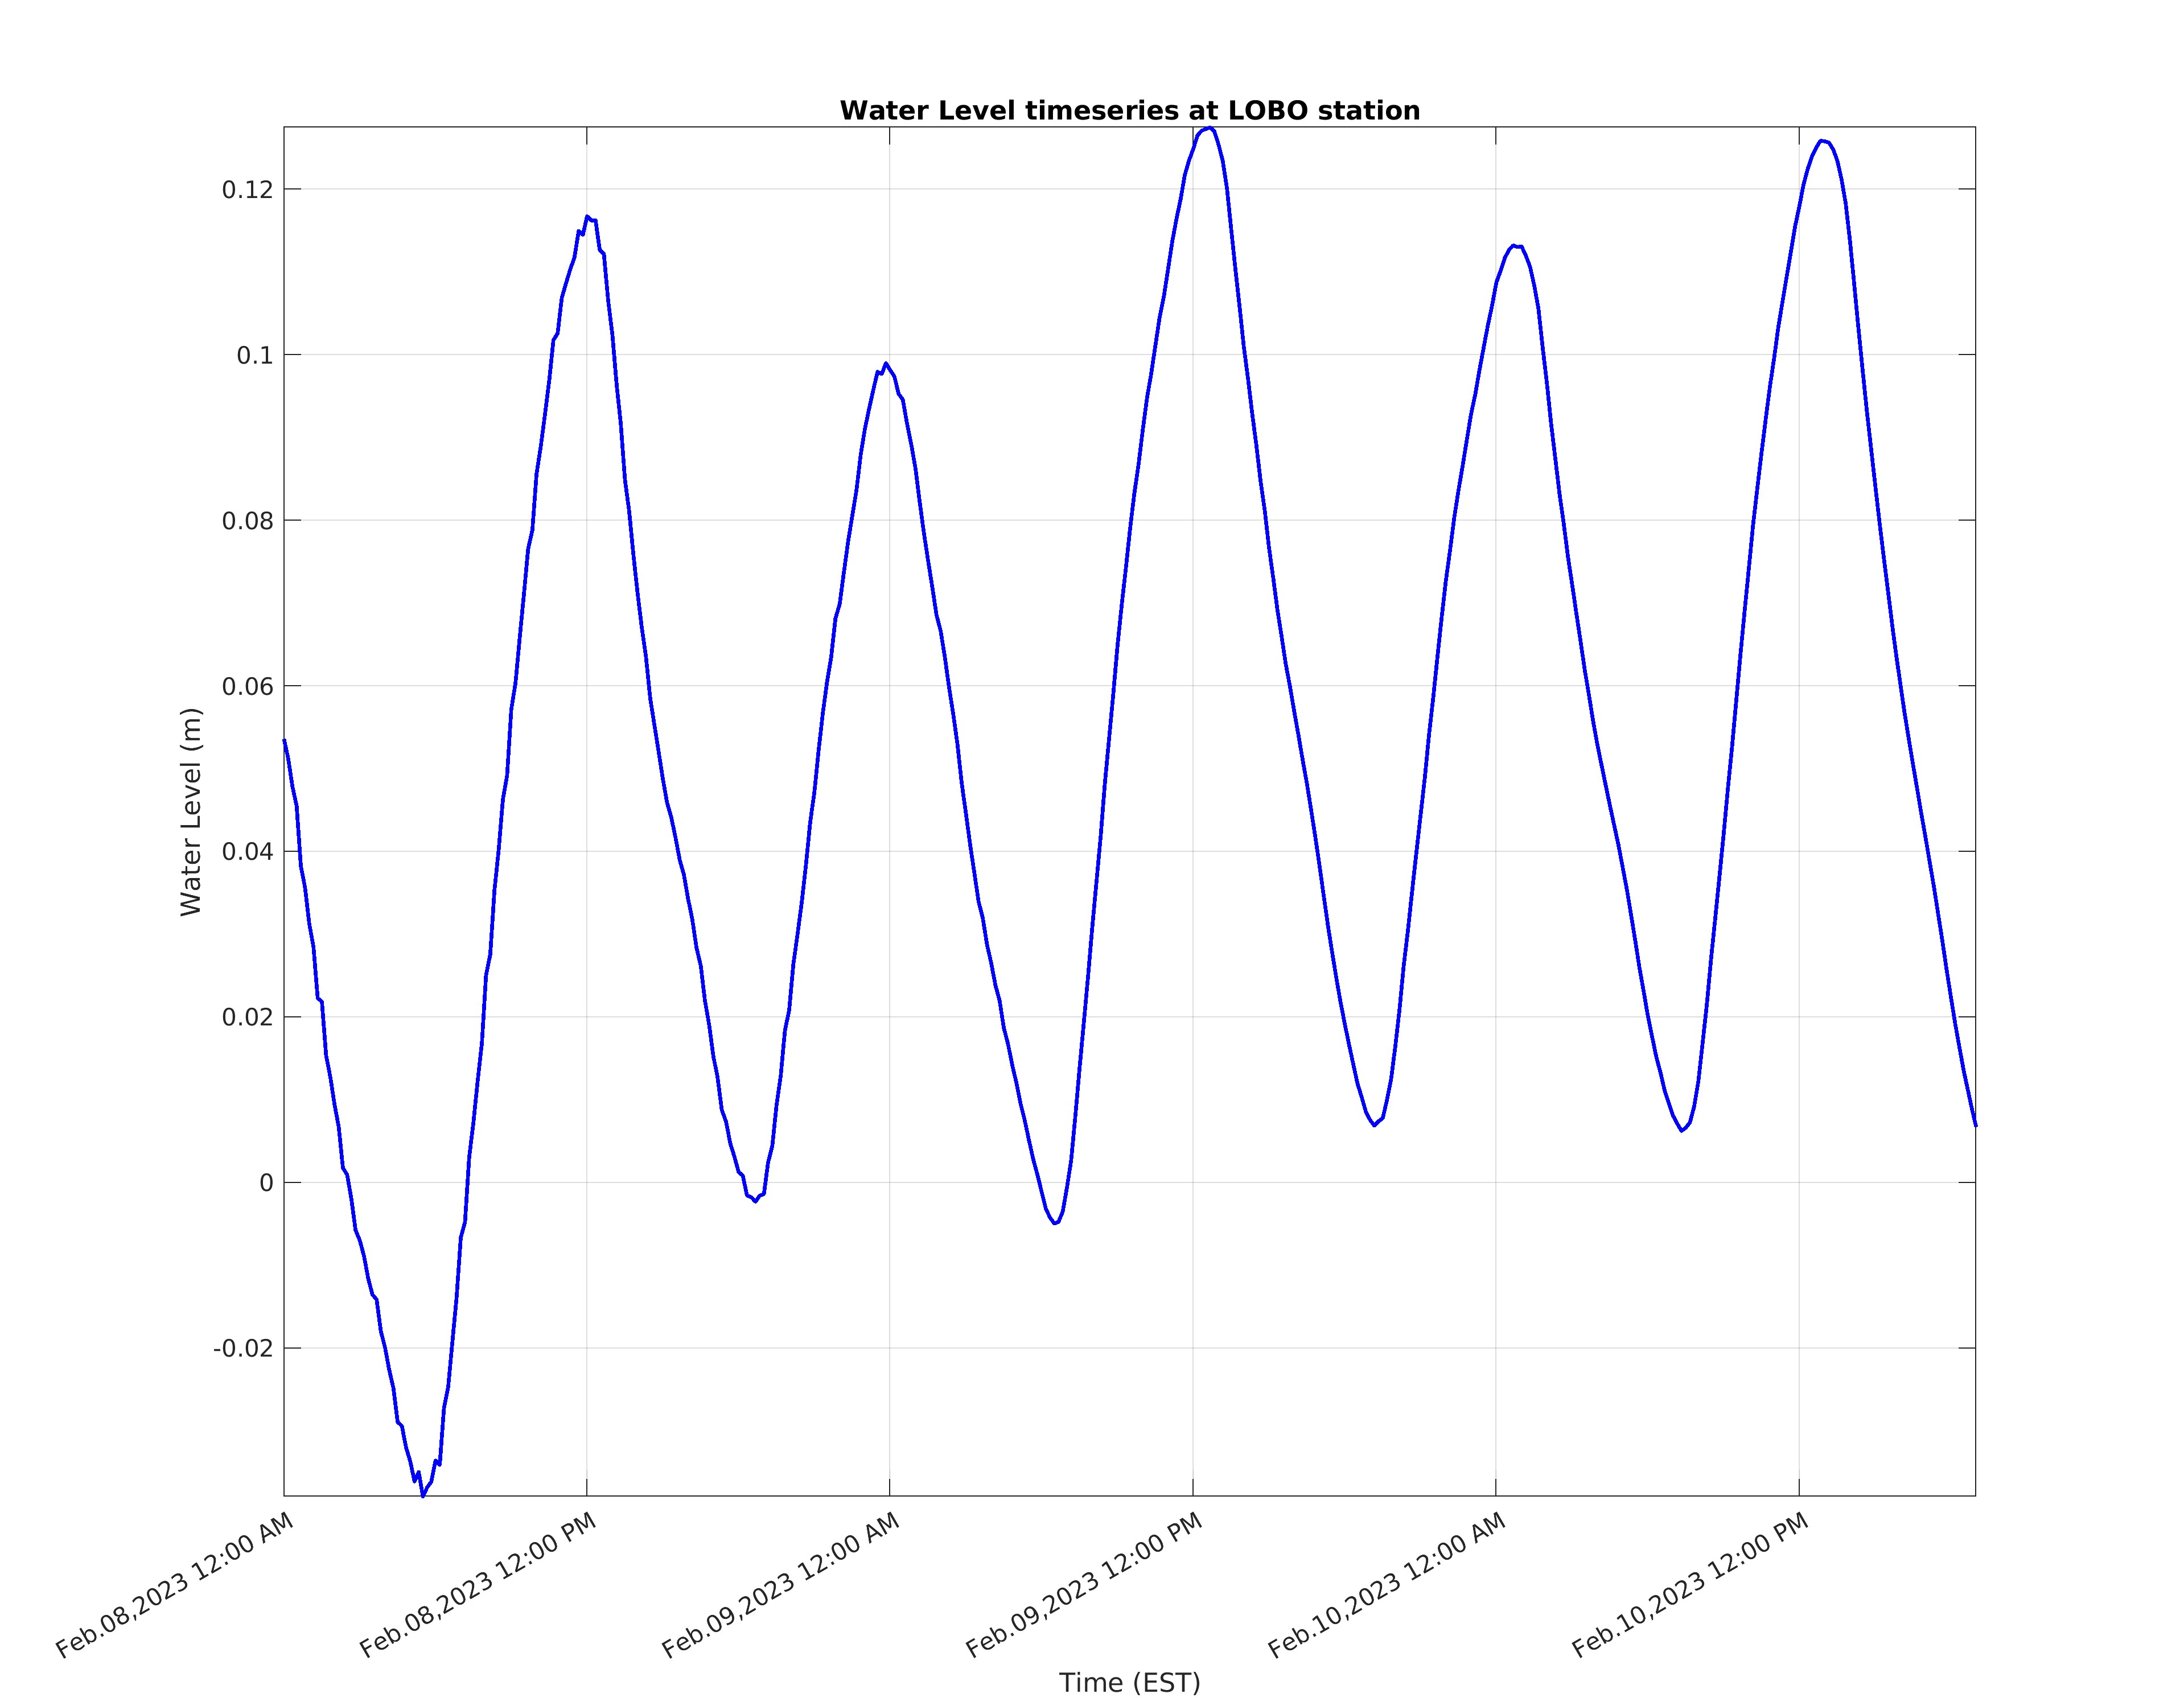 Water Level timeseries at LOBO station
0.12
0.1
0.08
0.06
0.04
0.02
0
-0.02
Water Level (m)
Feb.08,2023 12:00 AM
Feb.08,2023 12:00 PM
Feb.09,2023 12:00 AM
Feb.09,2023 12:00 PM
Feb.10,2023 12:00 AM
Feb.10,2023 12:00 PM
Time (EST)